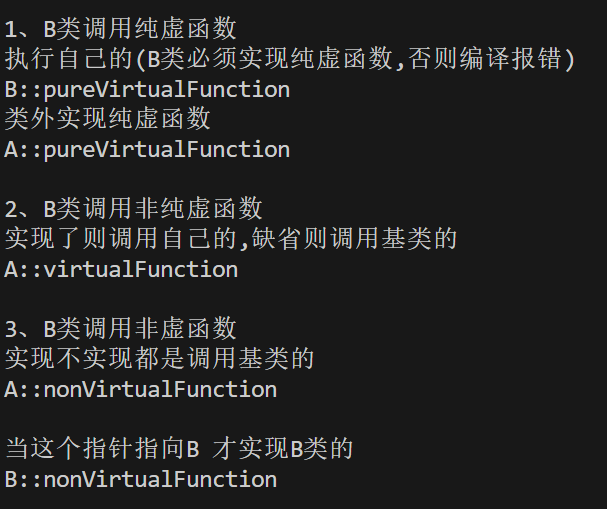 1、B类调用纯虚函数
执行自己的(B类必须实现纯虚函数,否则编译报错)
B::pureVirtualFunction
类外实现纯虚函数
A::pureVirtualFunction
2、B类调用非纯虚函数
实现了则调用自己的,缺省则调用基类的
A::virtualFunction
3、B类调用非虚函数
实现不实现都是调用基类的
A::nonVirtualFunction
当这个指针指向B 才实现B类的
B::nonVirtualFunction